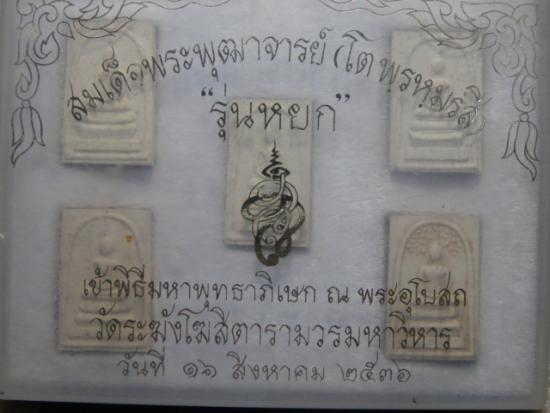 สมเด็จพระพุฒาจารย์ (โต พรหมรังสี)
"รุ่นหยก"
เข้าพิธีมหาพุทธาภิเษก ณ พระอุโบสถ
วัดระฆังโฆสิตารามวรมหาวิหาร
วันที่ ๑๖ สิงหาคม ๒๕๓๖